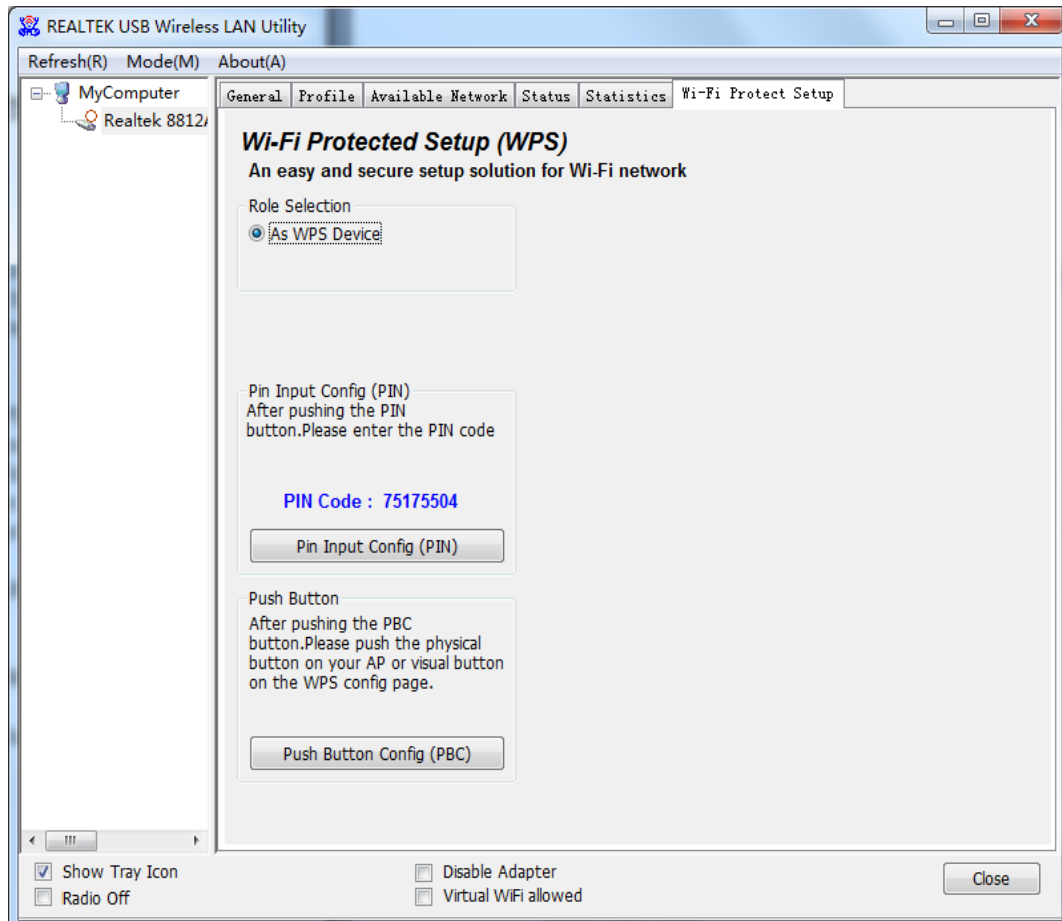 REALTEK USB Wireless LAN Utility
Refresh(R) Mode(M) About(A)
MyComputer
Realtek 8812A
General Profile Available Network Status Statistics Wi-Fi Protect Setup
Wi-Fi Protected Setup (WPS)
An easy and secure setup solution for Wi-Fi network
Role Selection
As WPS Device
Pin Input Config (PIN)
After pushing the PIN
button.Please enter the PIN code
PIN Code : 75175504
Pin Input Config (PIN)
Push Button
After pushing the PBC
button.Please push the physical
button on your AP or visual button
on the WPS config page.
Push Button Config (PBC)
Show Tray Icon
Radio Off
Disable Adapter
Virtual WiFi allowed
Close